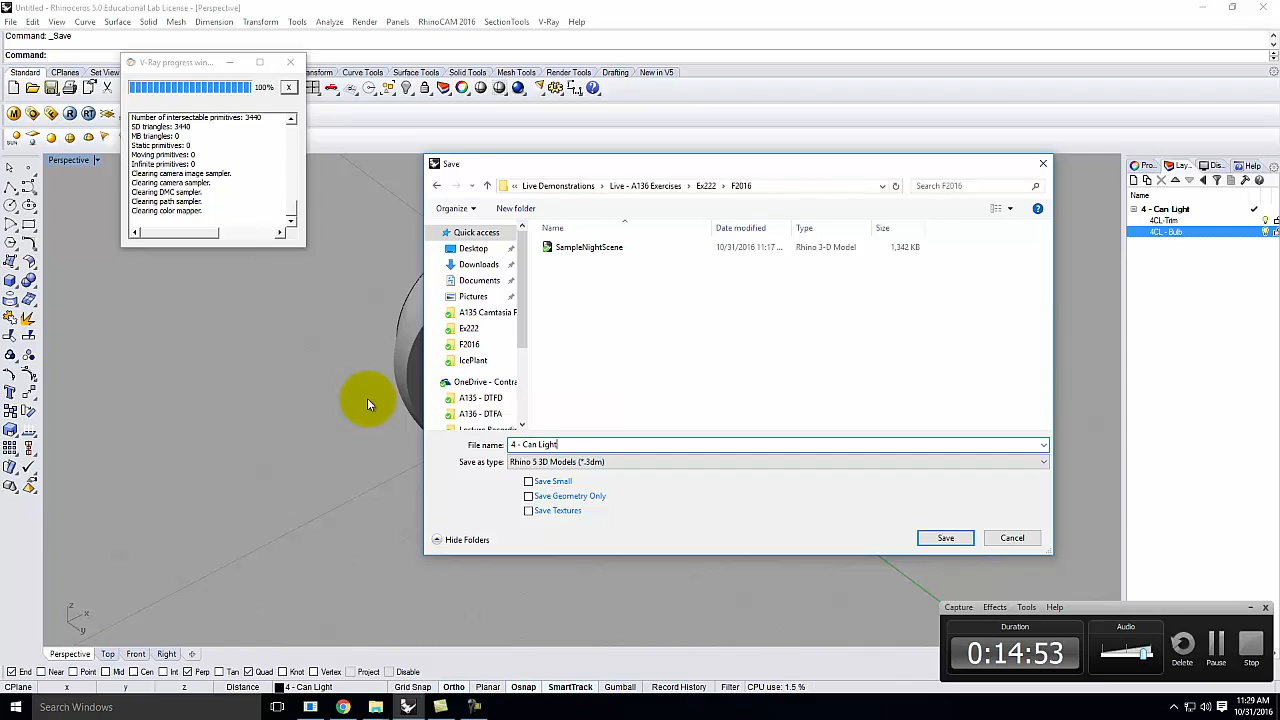 Untitled - Rhinoceros 5.0 Educational Lab License - [Perspective]
File Edit View Curve Surface Solid Mesh Dimension Transform Tools Analyze Render Panels RhinoCAM 2016 SectionTools V-Ray Help
Command: _Save
Command:
Standard CPlanes Set View ansform Curve Tools Surface Tools Solid Tools Mesh Tools Render Tools Drafting New in V5
V-Ray progress win...
100%
X
Number of intersectable primitives: 3440
SD triangles: 3440
MB triangles: 0
Static primitives: 0
Moving primitives: 0
Infinite primitives: 0
Clearing camera image sampler.
Clearing camera sampler.
Clearing DMC sampler.
Clearing path sampler.
Clearing color mapper.
M R RT
SUN
Perspective
Save
« Live Demonstrations › Live - A136 Exercises › Ex222 › F2016
Search F2016
Organize New folder
Name Date modified Type Size
SampleNightScene 10/31/2016 11:17 ... Rhino 3-D Model 1,342 KB
Quick access
Desktop
Downloads
Documents
Pictures
A135 Camtasia F
Ex222
F2016
IcePlant
OneDrive - Contra
A135 - DTFD
A136 - DTFA
File name: 4 - Can Light
Save as type: Rhino 5 3D Models (*.3dm)
Save Small
Save Geometry Only
Save Textures
Hide Folders Save Cancel
Pro... Lay... Dis... Help
Name
4 - Can Light
4CL-Trim
4CL - Bulb
z x y
Capture Effects Tools Help
Duration Audio
0:14:53
Delete Pause Stop
Perspective Top Front Right
End Near Point Mid Cen Int Perp Tan Quad Knot Vertex Project Disable
CPlane x y z Distance 4 - Can Light Grid Snap Ortho Planar Osnap SmartTrack Gumball Record History Filter CPU use: 1.5 %
Search Windows
11:29 AM
10/31/2016